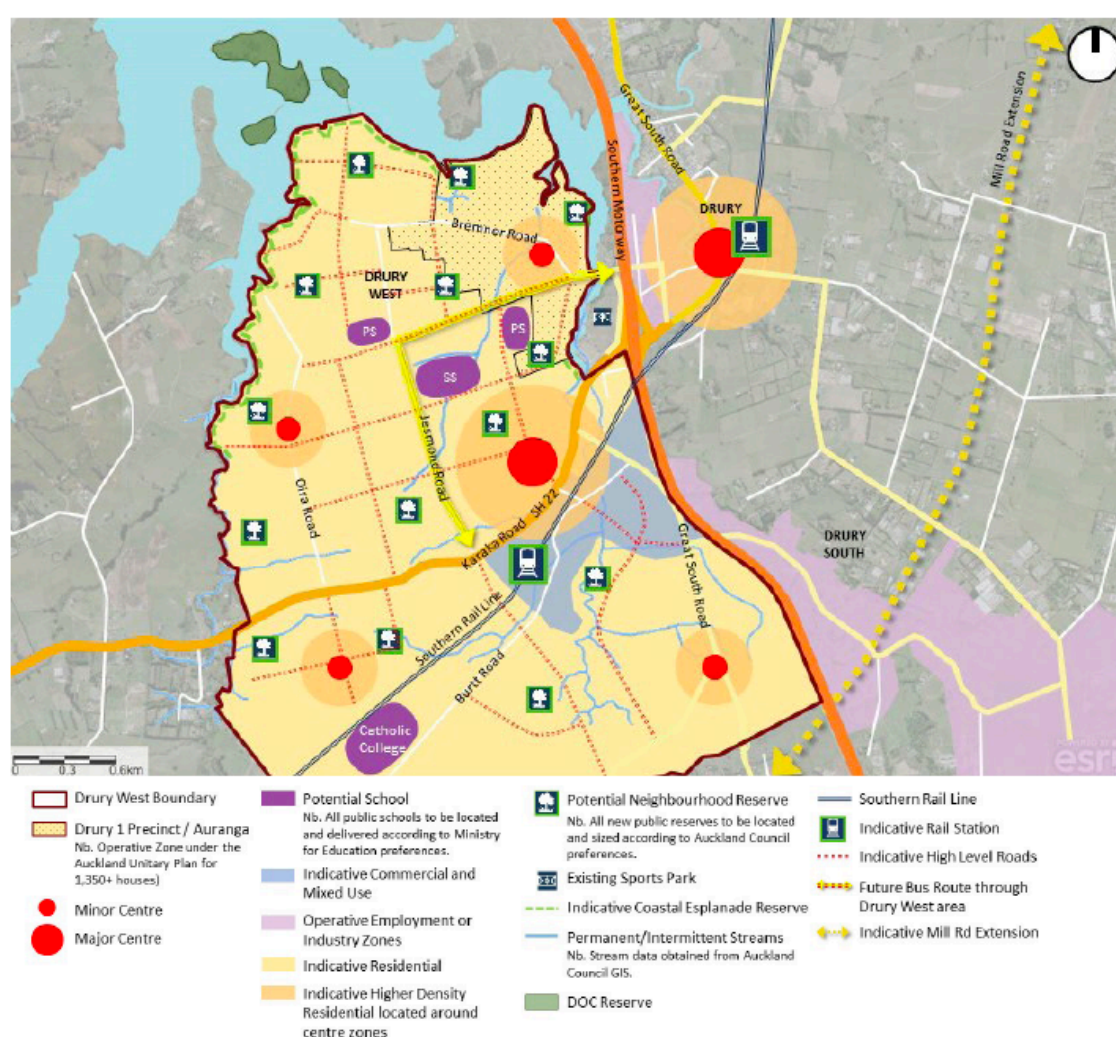 Great South Road
Southern Motorway
Mill Road Extension
DRURY
Bremner Road
DRURY
WEST
PS
PS
SS
Jesmond Road
Oira Road
Karaka Road SH 22
Great South Road
DRURY
SOUTH
Southern Rail Line
Burtt Road
Catholic
College
esri
0 0.3 0.6km
Drury West Boundary
Drury 1 Precinct / Auranga
Nb. Operative Zone under the
Auckland Unitary Plan for
1,350+ houses)
Minor Centre
Major Centre
Potential School
Nb. All public schools to be located
and delivered according to Ministry
for Education preferences.
Indicative Commercial and
Mixed Use
Operative Employment or
Industry Zones
Indicative Residential
Indicative Higher Density
Residential located around
centre zones
Potential Neighbourhood Reserve
Nb. All new public reserves to be located
and sized according to Auckland Council
preferences.
Existing Sports Park
Indicative Coastal Esplanade Reserve
Permanent/Intermittent Streams
Nb. Stream data obtained from Auckland
Council GIS.
DOC Reserve
Southern Rail Line
Indicative Rail Station
Indicative High Level Roads
Future Bus Route through
Drury West area
Indicative Mill Rd Extension